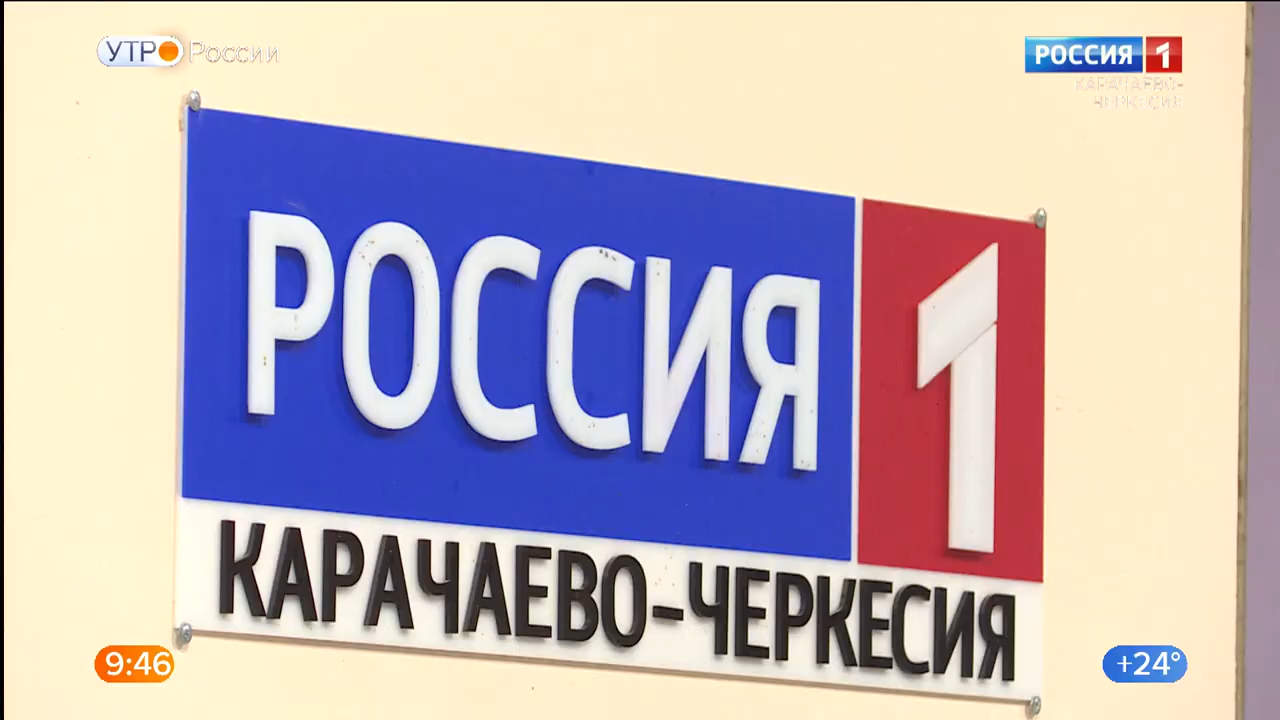 УТРО России
РОССИЯ 1
КАРАЧАЕВО-
ЧЕРКЕСИЯ
РОССИЯ 1
КАРАЧАЕВО-ЧЕРКЕСИЯ
9:46
+24°